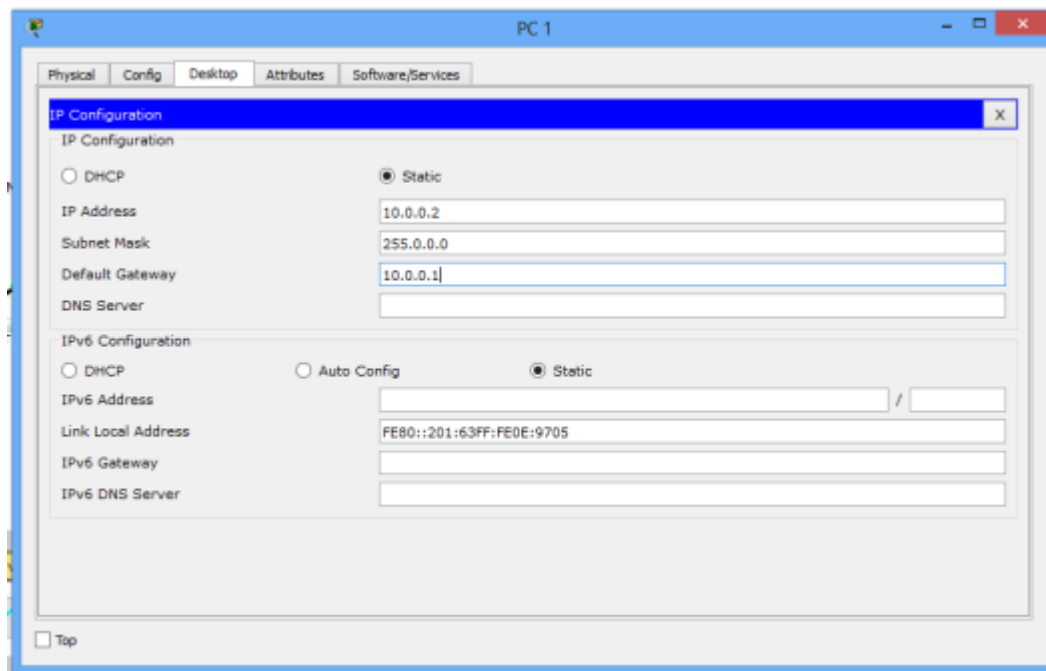 PC 1
Physical Config Desktop Attributes Software/Services
IP Configuration X
IP Configuration
DHCP Static
IP Address 10.0.0.2
Subnet Mask 255.0.0.0
Default Gateway 10.0.0.1
DNS Server
IPv6 Configuration
DHCP Auto Config Static
IPv6 Address /
Link Local Address FE80::201:63FF:FE0E:9705
IPv6 Gateway
IPv6 DNS Server
Top